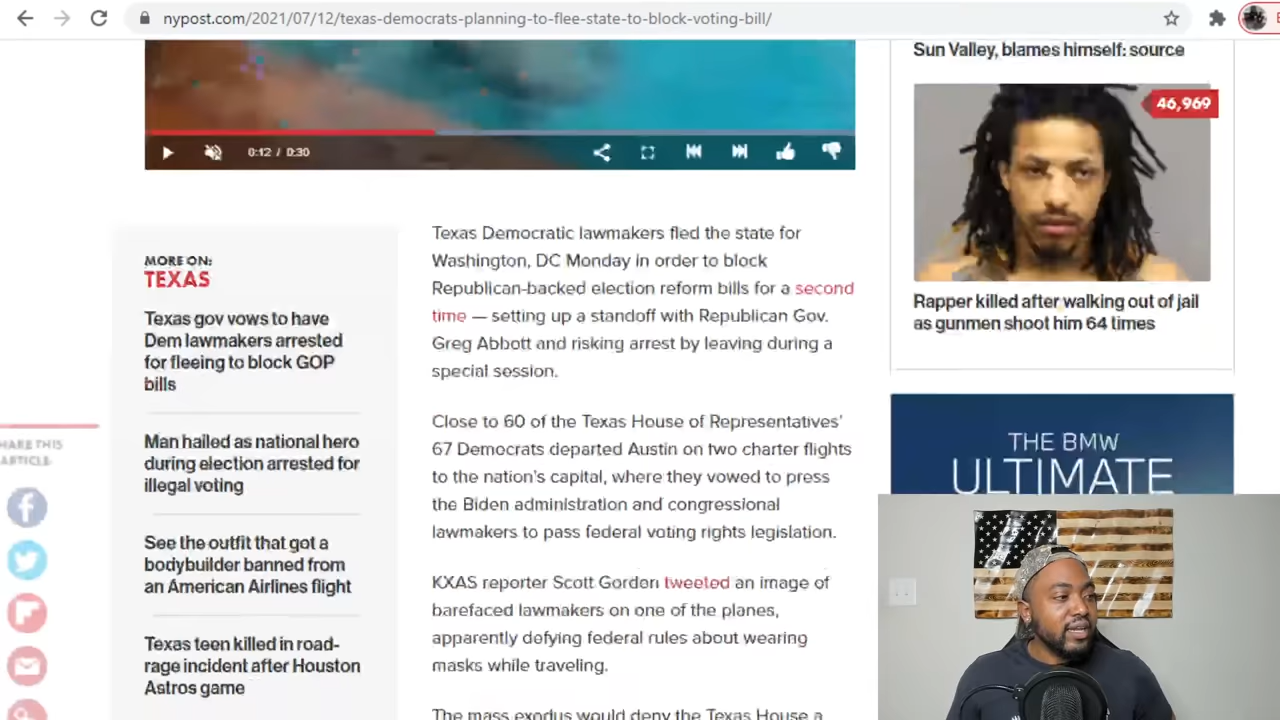 nypost.com/2021/07/12/texas-democrats-planning-to-flee-state-to-block-voting-bill/
0:12 / 0:30
Sun Valley, blames himself: source
46,969
Rapper killed after walking out of jail
as gunmen shoot him 64 times
MORE ON:
TEXAS
Texas gov vows to have
Dem lawmakers arrested
for fleeing to block GOP
bills
Man hailed as national hero
during election arrested for
illegal voting
See the outfit that got a
bodybuilder banned from
an American Airlines flight
Texas teen killed in road-
rage incident after Houston
Astros game
HARE THIS
ARTICLE
Texas Democratic lawmakers fled the state for
Washington, DC Monday in order to block
Republican-backed election reform bills for a second
time — setting up a standoff with Republican Gov.
Greg Abbott and risking arrest by leaving during a
special session.
Close to 60 of the Texas House of Representatives'
67 Democrats departed Austin on two charter flights
to the nation's capital, where they vowed to press
the Biden administration and congressional
lawmakers to pass federal voting rights legislation.
KXAS reporter Scott Gordon tweeted an image of
barefaced lawmakers on one of the planes,
apparently defying federal rules about wearing
masks while traveling.
The mass exodus would deny the Texas House a
THE BMW
ULTIMATE